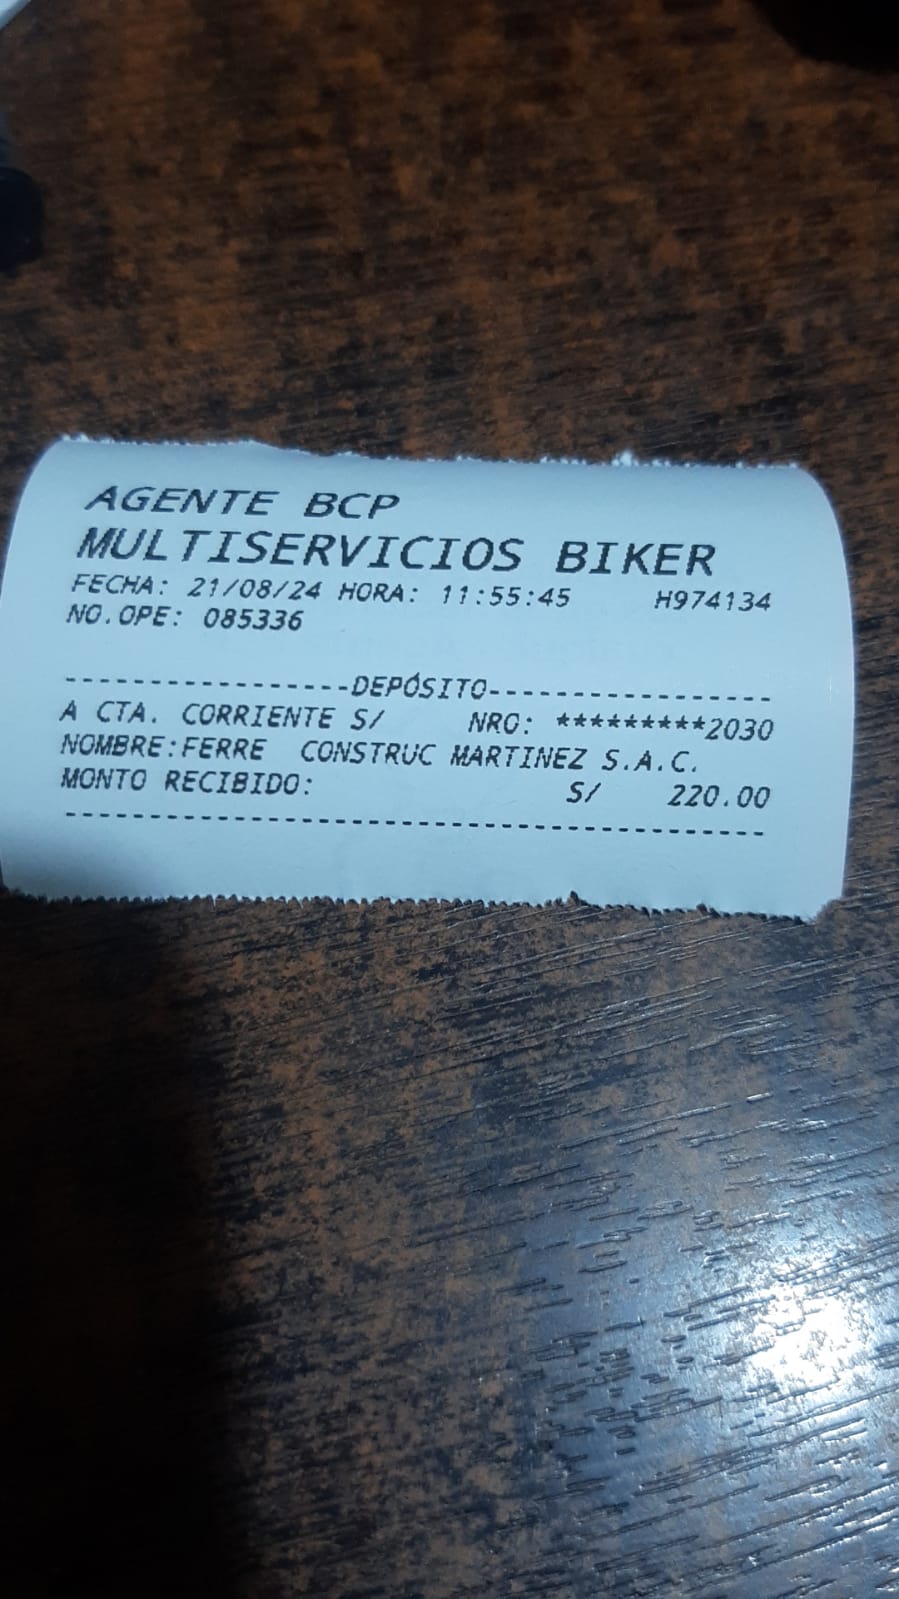 AGENTE BCP
MULTISERVICIOS BIKER
FECHA: 21/08/24 HORA: 11:55:45 H974134
NO.OPE: 085336
-----------------DEPÓSITO-----------------
A CTA. CORRIENTE S/ NRO: *********2030
NOMBRE:FERRE CONSTRUC MARTINEZ S.A.C.
MONTO RECIBIDO: S/ 220.00
------------------------------------------